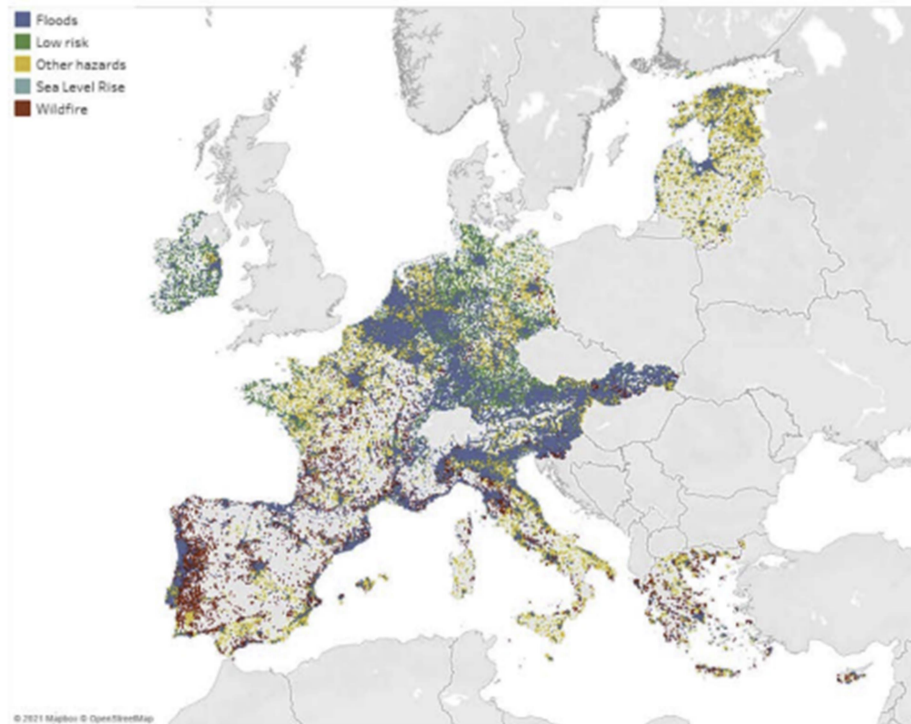 Floods
Low risk
Other hazards
Sea Level Rise
Wildfire
© 2021 Mapbox © OpenStreetMap